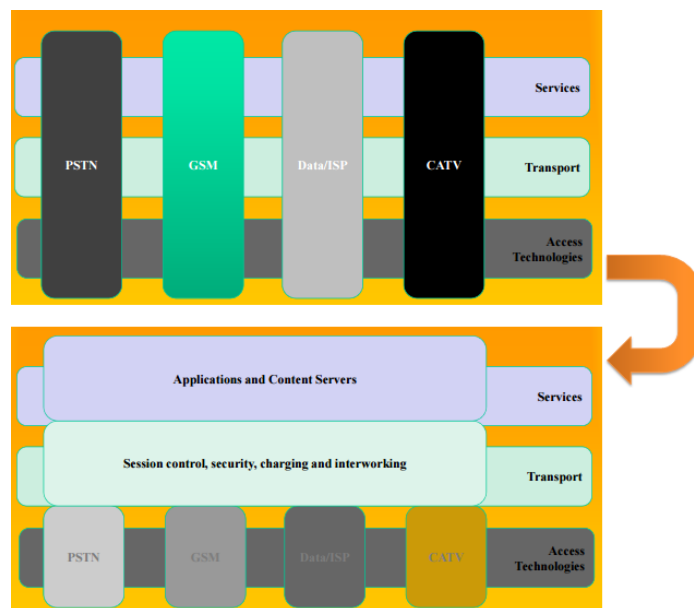 Services
PSTN
GSM
Data/ISP
CATV
Transport
Access
Technologies
Applications and Content Servers
Services
Session control, security, charging and interworking
Transport
PSTN
GSM
Data/ISP
CATV
Access
Technologies